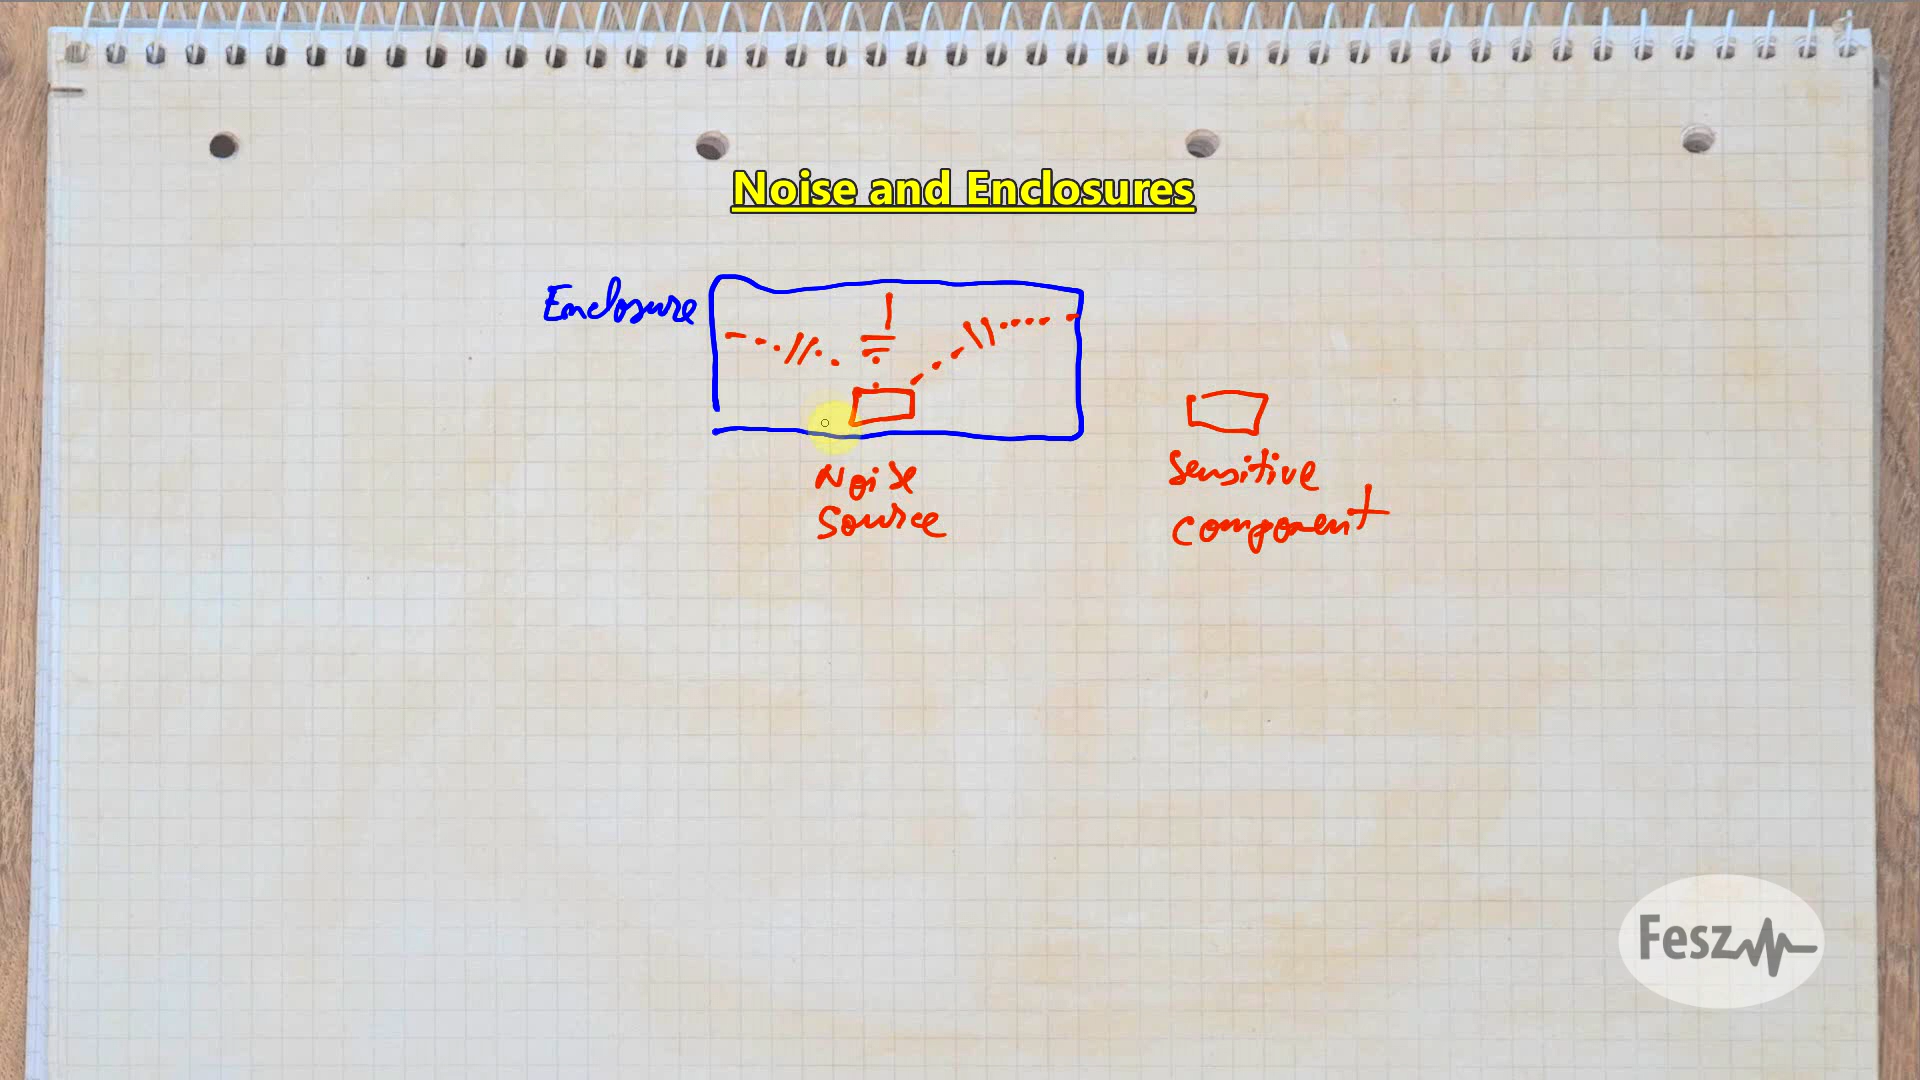 Noise and Enclosures
Enclosure
Noise
Source
Sensitive
Component
Fesz